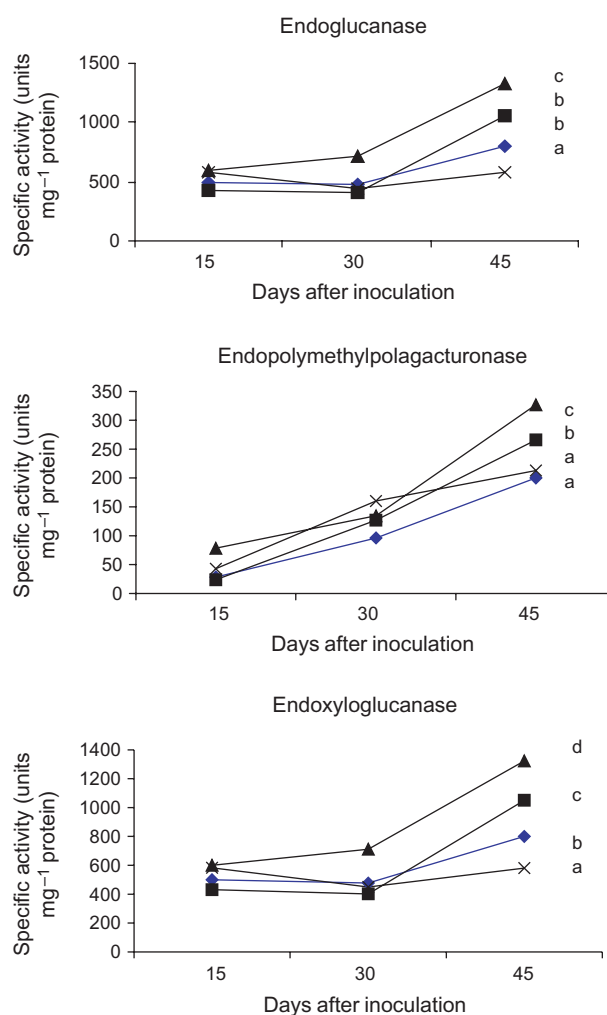 Endoglucanase
Specific activity (units
mg⁻¹ protein)
1500
1000
500
0
c
b
b
a
15 30 45
Days after inoculation
Endopolymethylpolagacturonase
Specific activity (units
mg⁻¹ protein)
350
300
250
200
150
100
50
0
c
b
a
a
15 30 45
Days after inoculation
Endoxyloglucanase
Specific activity (units
mg⁻¹ protein)
1400
1200
1000
800
600
400
200
0
d
c
b
a
15 30 45
Days after inoculation